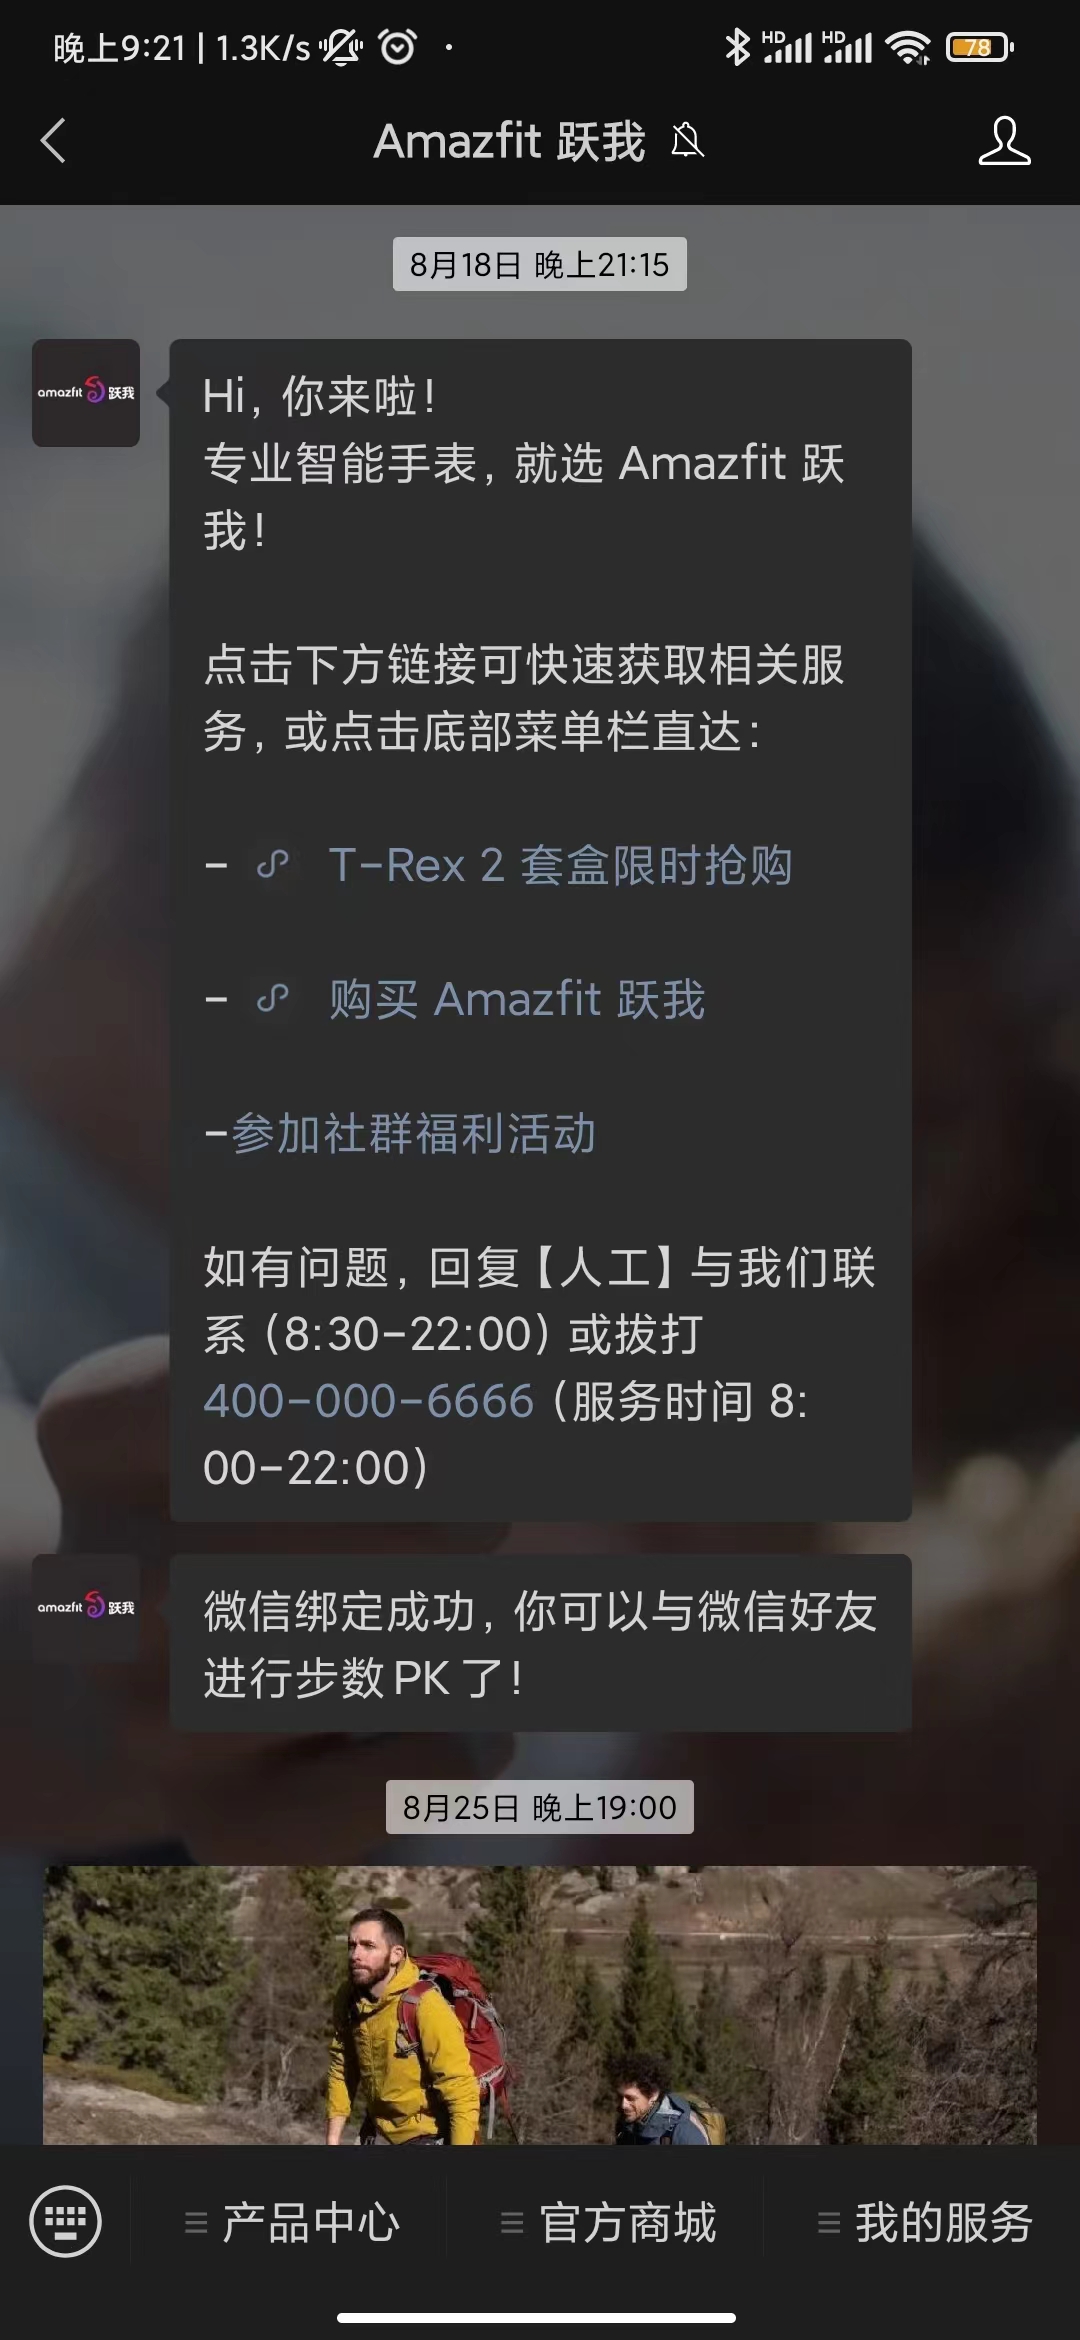 晚上9:21 | 1.3K/s
HD HD 78
Amazfit 跃我
8月18日 晚上21:15
amazfit 跃我
Hi, 你来啦!
专业智能手表, 就选 Amazfit 跃
我!
点击下方链接可快速获取相关服
务, 或点击底部菜单栏直达:
- T-Rex 2 套盒限时抢购
- 购买 Amazfit 跃我
-参加社群福利活动
如有问题, 回复【人工】与我们联
系 (8:30-22:00) 或拔打
400-000-6666 (服务时间 8:
00-22:00)
amazfit 跃我
微信绑定成功, 你可以与微信好友
进行步数PK了!
8月25日 晚上19:00
产品中心
官方商城
我的服务